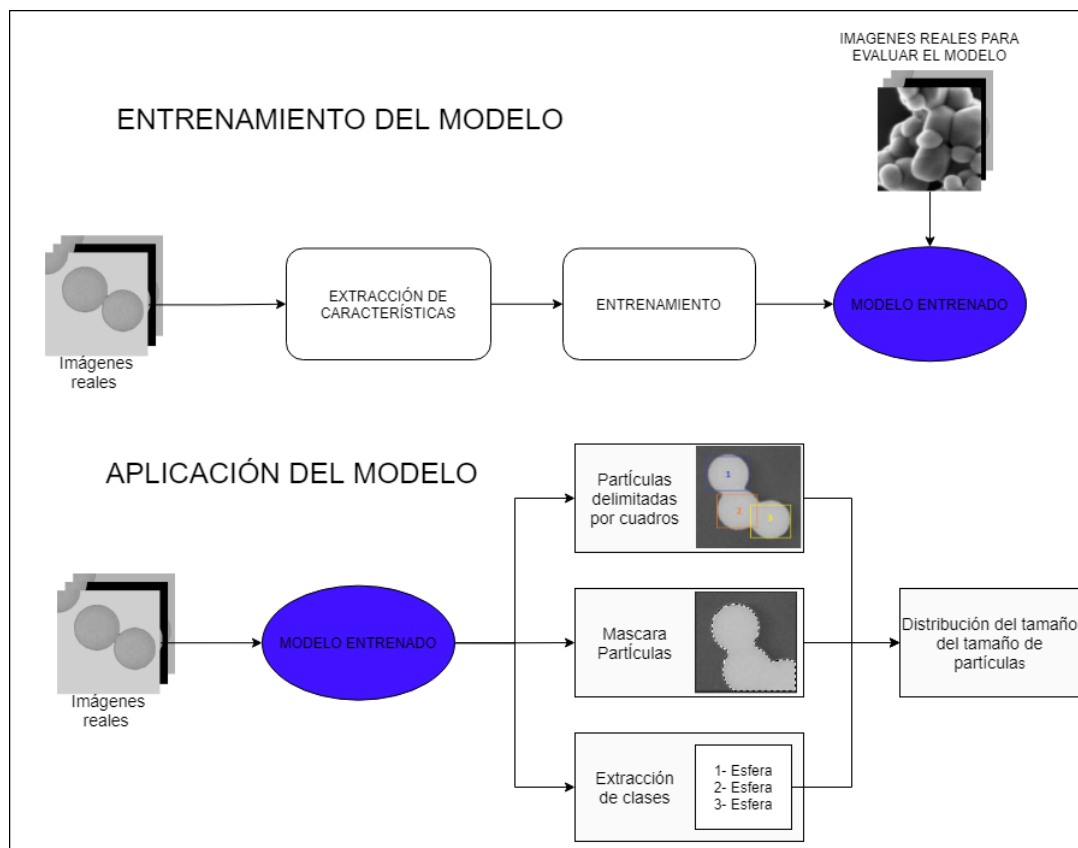 IMAGENES REALES PARA
EVALUAR EL MODELO
ENTRENAMIENTO DEL MODELO
Imágenes
reales
EXTRACCIÓN DE
CARACTERÍSTICAS
ENTRENAMIENTO
MODELO ENTRENADO
APLICACIÓN DEL MODELO
Imágenes
reales
MODELO ENTRENADO
Partículas
delimitadas
por cuadros
1
2
3
Mascara
Partículas
Extracción
de clases
1- Esfera
2- Esfera
3- Esfera
Distribución del tamaño
del tamaño de
partículas